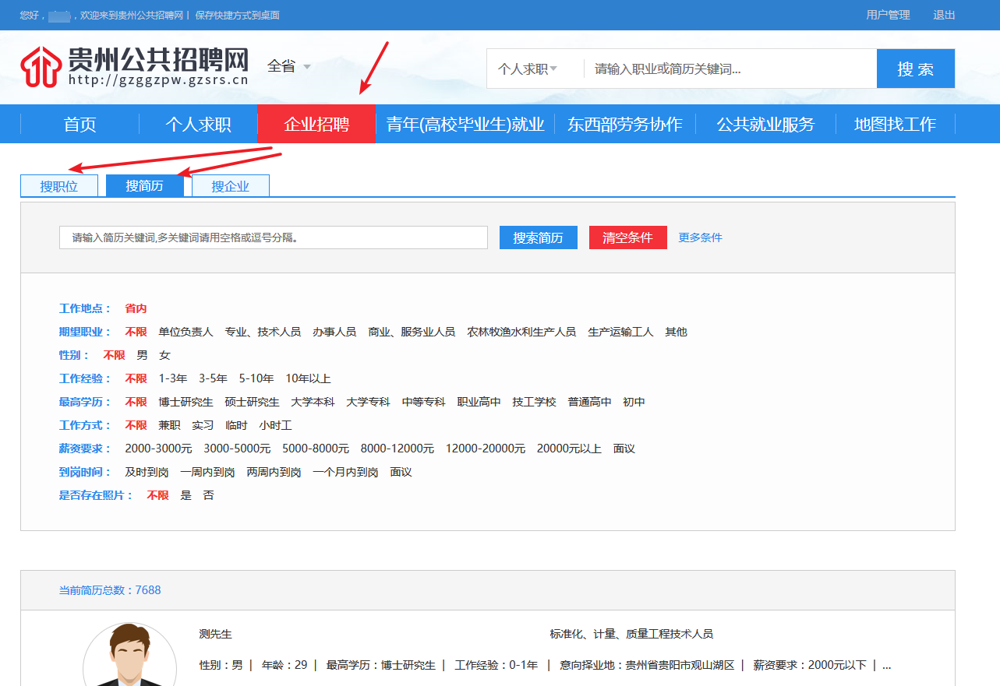 您好，，欢迎来到贵州公共招聘网| 保存快捷方式到桌面 用户管理 退出
贵州公共招聘网
http://gzggzpw.gzsrs.cn
全省 个人求职 请输入职业或简历关键词... 搜 索
首页 个人求职 企业招聘 青年(高校毕业生)就业 东西部劳务协作 公共就业服务 地图找工作
搜职位 搜简历 搜企业
请输入简历关键词,多关键词请用空格或逗号分隔。 搜索简历 清空条件 更多条件
工作地点： 省内
期望职业： 不限 单位负责人 专业、技术人员 办事人员 商业、服务业人员 农林牧渔水利生产人员 生产运输工人 其他
性别： 不限 男 女
工作经验： 不限 1-3年 3-5年 5-10年 10年以上
最高学历： 不限 博士研究生 硕士研究生 大学本科 大学专科 中等专科 职业高中 技工学校 普通高中 初中
工作方式： 不限 兼职 实习 临时 小时工
薪资要求： 2000-3000元 3000-5000元 5000-8000元 8000-12000元 12000-20000元 20000元以上 面议
到岗时间： 及时到岗 一周内到岗 两周内到岗 一个月内到岗 面议
是否存在照片： 不限 是 否
当前简历总数：7688
测先生 标准化、计量、质量工程技术人员
性别：男 | 年龄：29 | 最高学历：博士研究生 | 工作经验：0-1年 | 意向择业地：贵州省贵阳市观山湖区 | 薪资要求：2000元以下 | ...